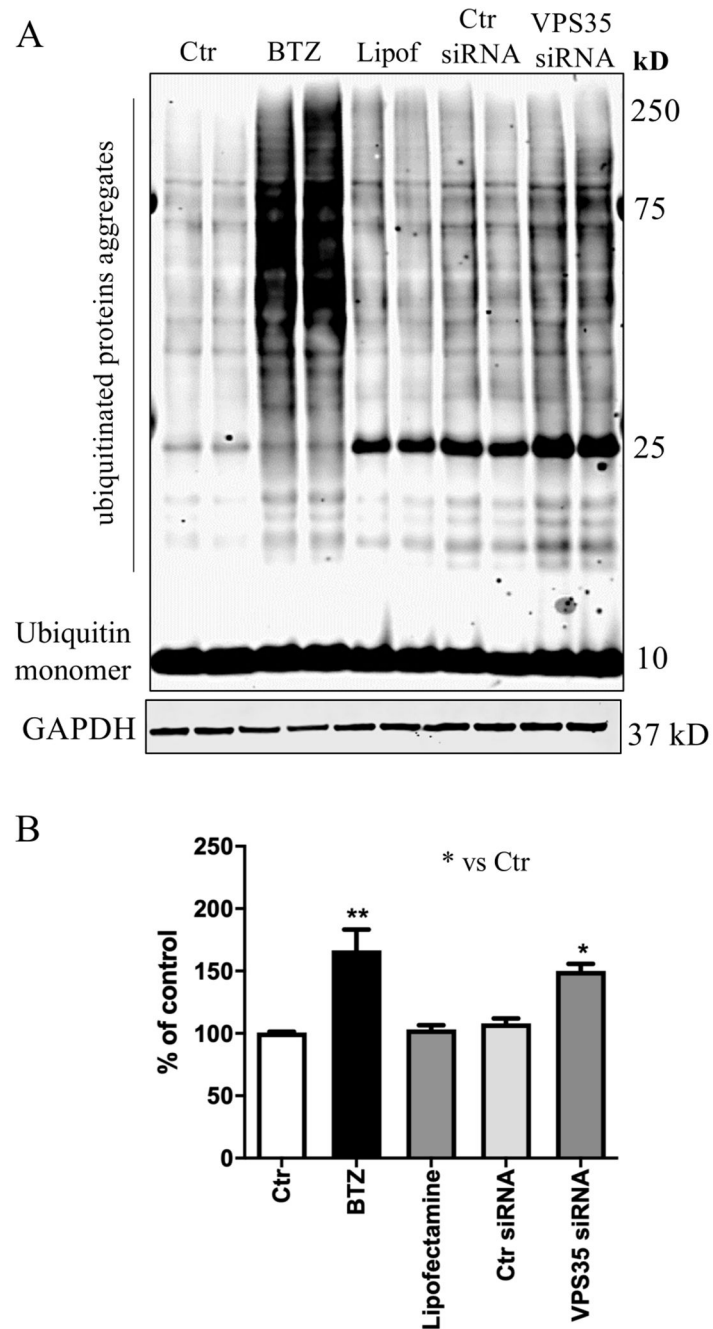 A
Ctr
BTZ
Lipof
Ctr
siRNA
VPS35
siRNA
kD
250
75
25
10
ubiquitinated proteins aggregates
Ubiquitin
monomer
GAPDH
37 kD
B
* vs Ctr
% of control
250
200
150
100
50
0
**
*
Ctr
BTZ
Lipofectamine
Ctr siRNA
VPS35 siRNA